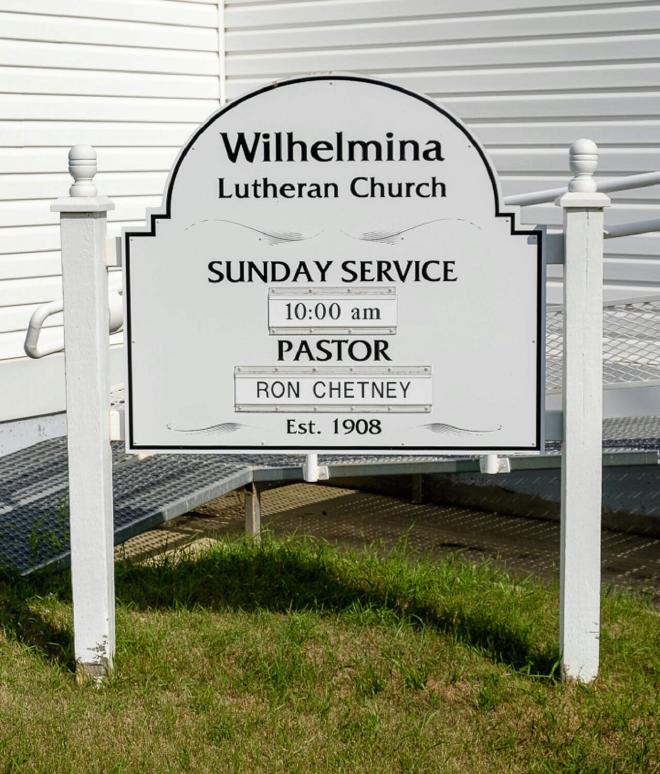 Wilhelmina
Lutheran Church
SUNDAY SERVICE
10:00 am
PASTOR
RON CHETNEY
Est. 1908